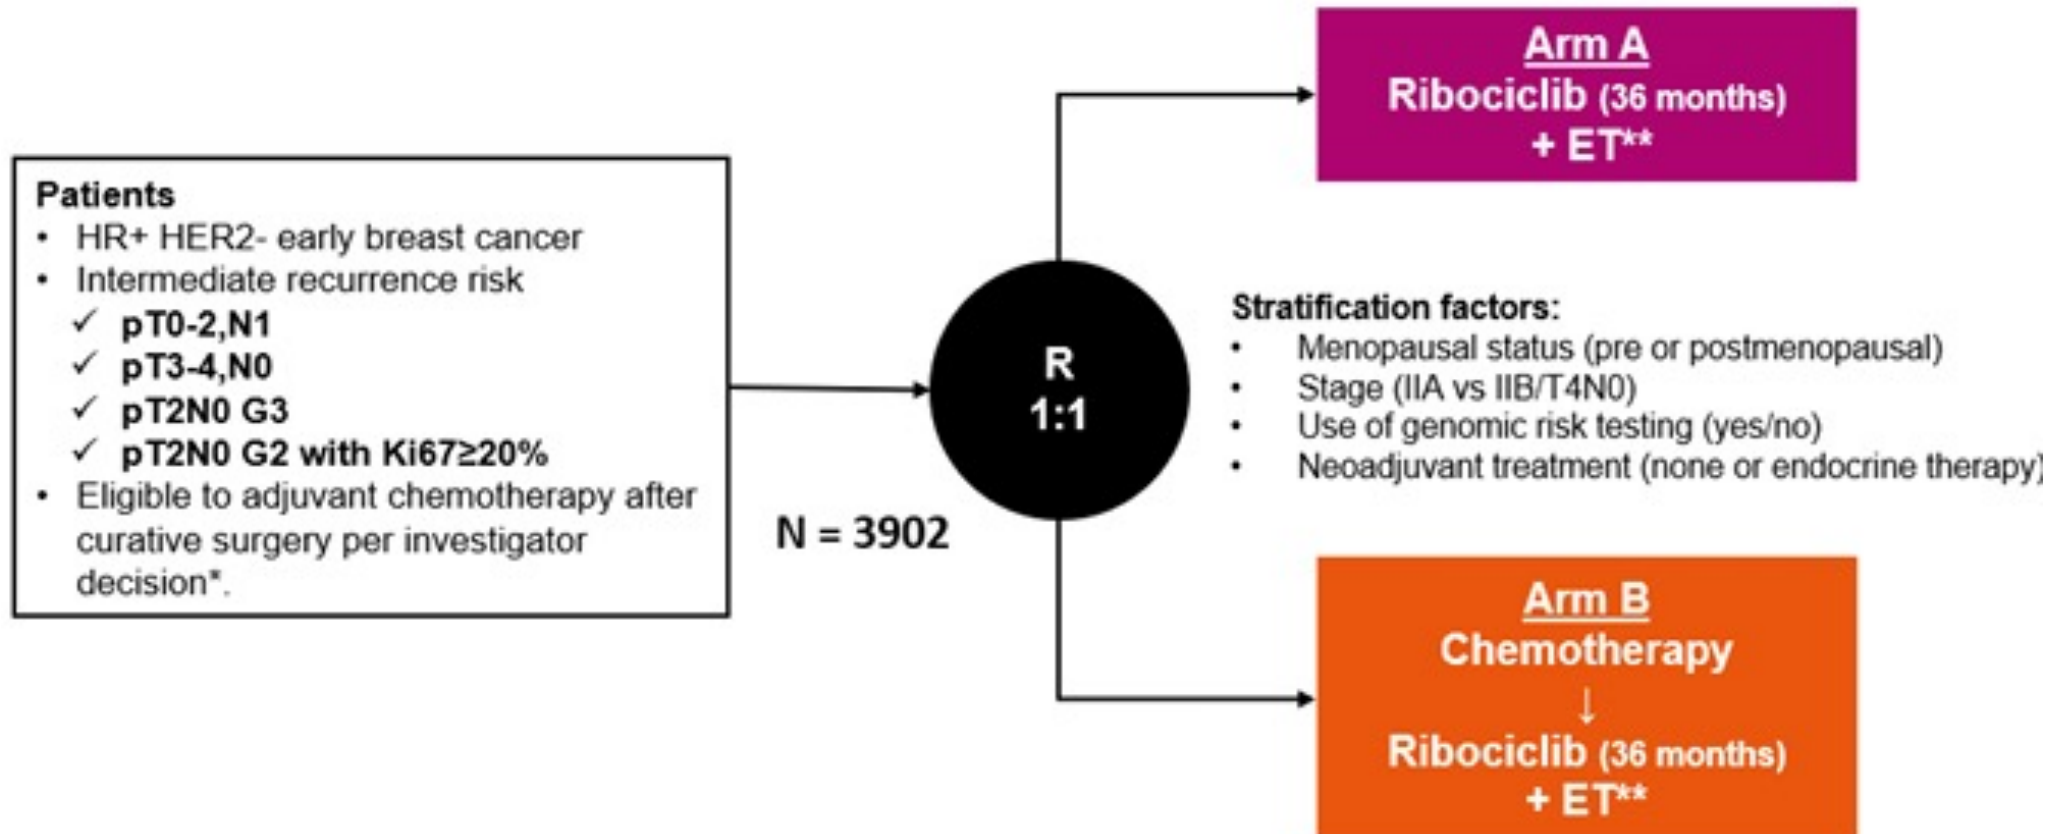 Patients
• HR+ HER2- early breast cancer
• Intermediate recurrence risk
✓ pT0-2,N1
✓ pT3-4,N0
✓ pT2N0 G3
✓ pT2N0 G2 with Ki67≥20%
• Eligible to adjuvant chemotherapy after
curative surgery per investigator
decision*.
N = 3902
R
1:1
Arm A
Ribociclib (36 months)
+ ET**
Stratification factors:
• Menopausal status (pre or postmenopausal)
• Stage (IIA vs IIB/T4N0)
• Use of genomic risk testing (yes/no)
• Neoadjuvant treatment (none or endocrine therapy)
Arm B
Chemotherapy
↓
Ribociclib (36 months)
+ ET**